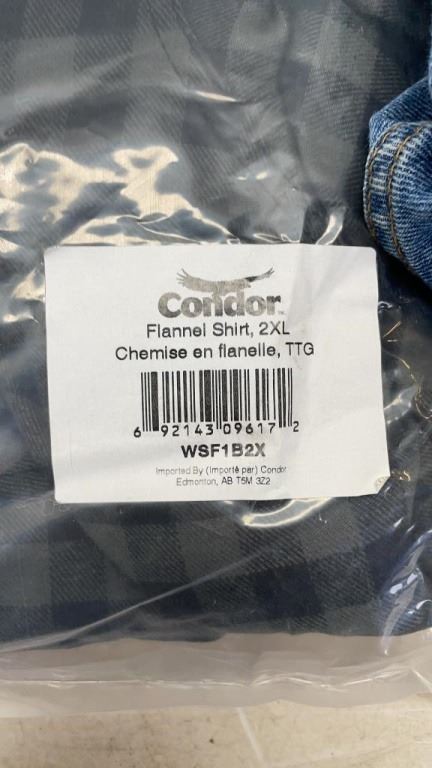 Condor
Flannel Shirt, 2XL
Chemise en flanelle, TTG
6 92143 09617 2
WSF1B2X
Imported By (Importé par) Condor
Edmonton, AB T5M 3Z2